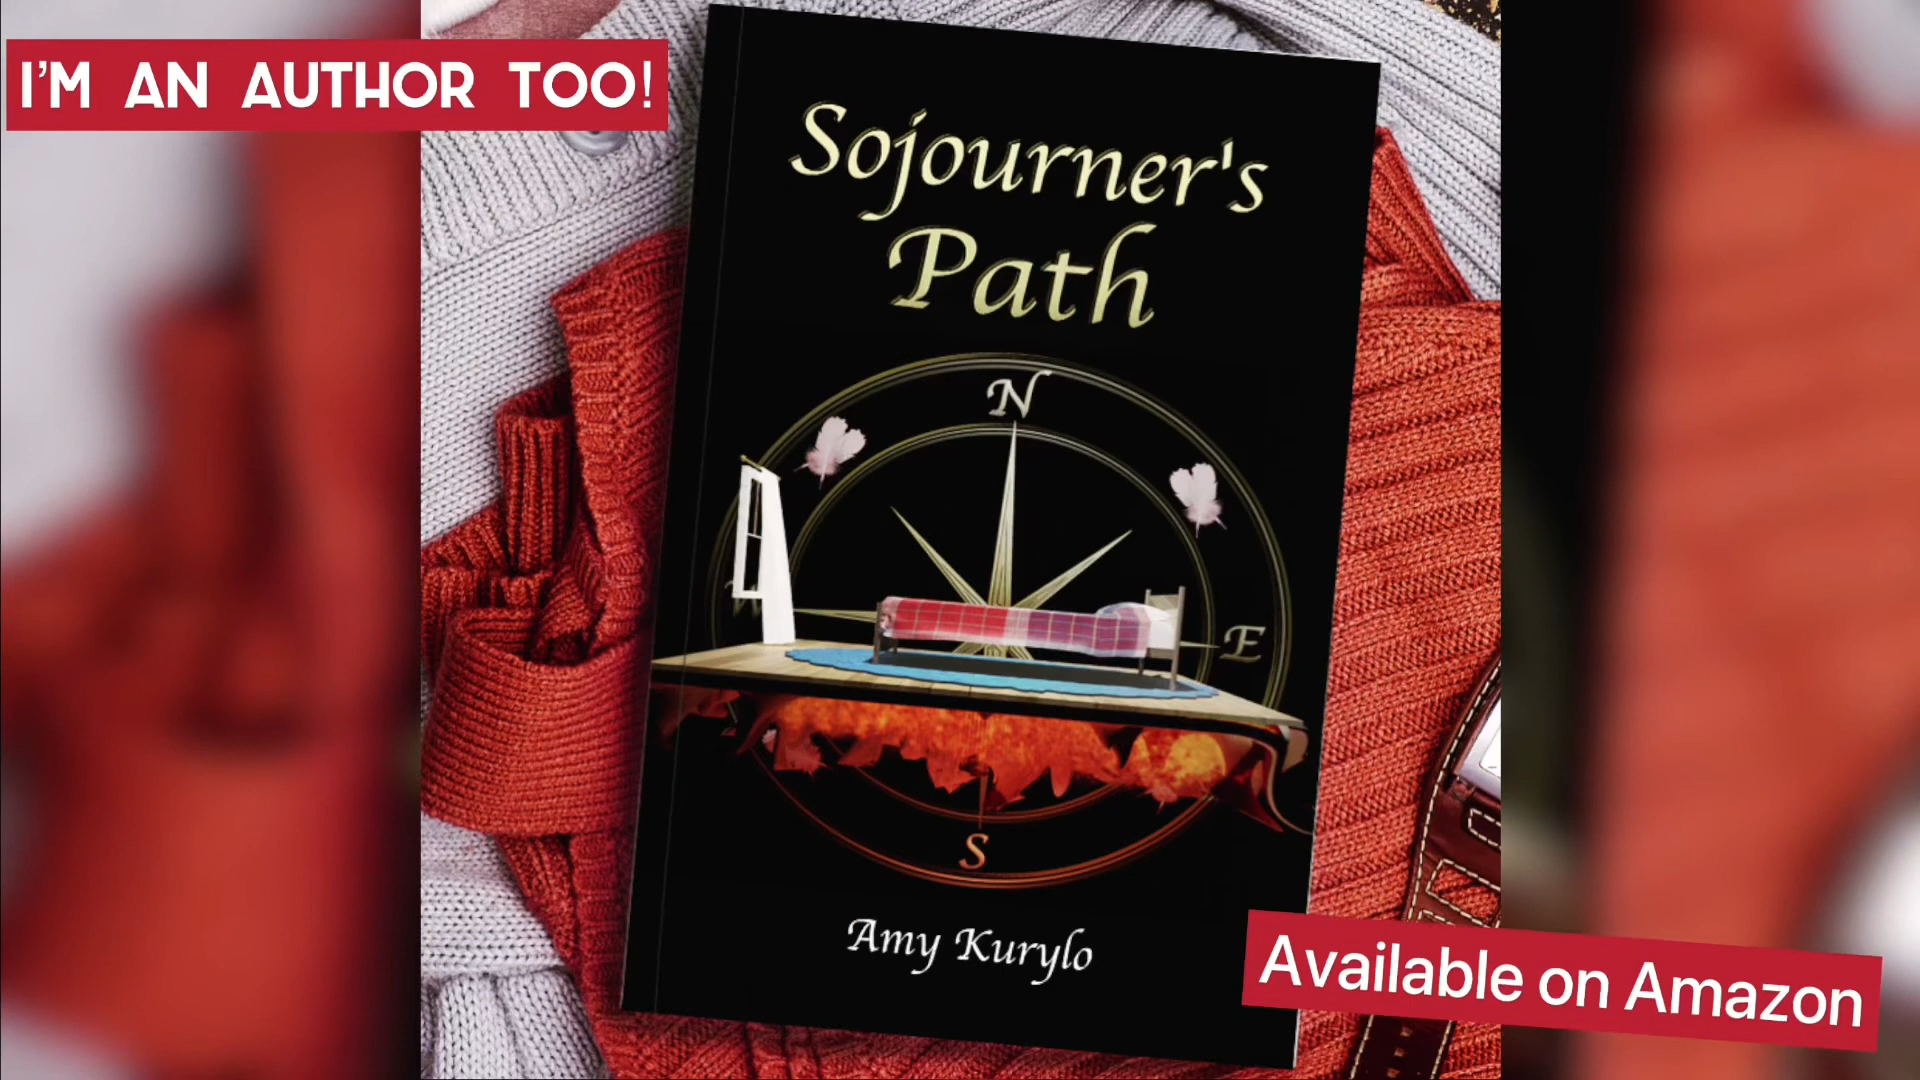 I'M AN AUTHOR TOO!
Sojourner's
Path
N
E
S
Amy Kurylo
Available on Amazon